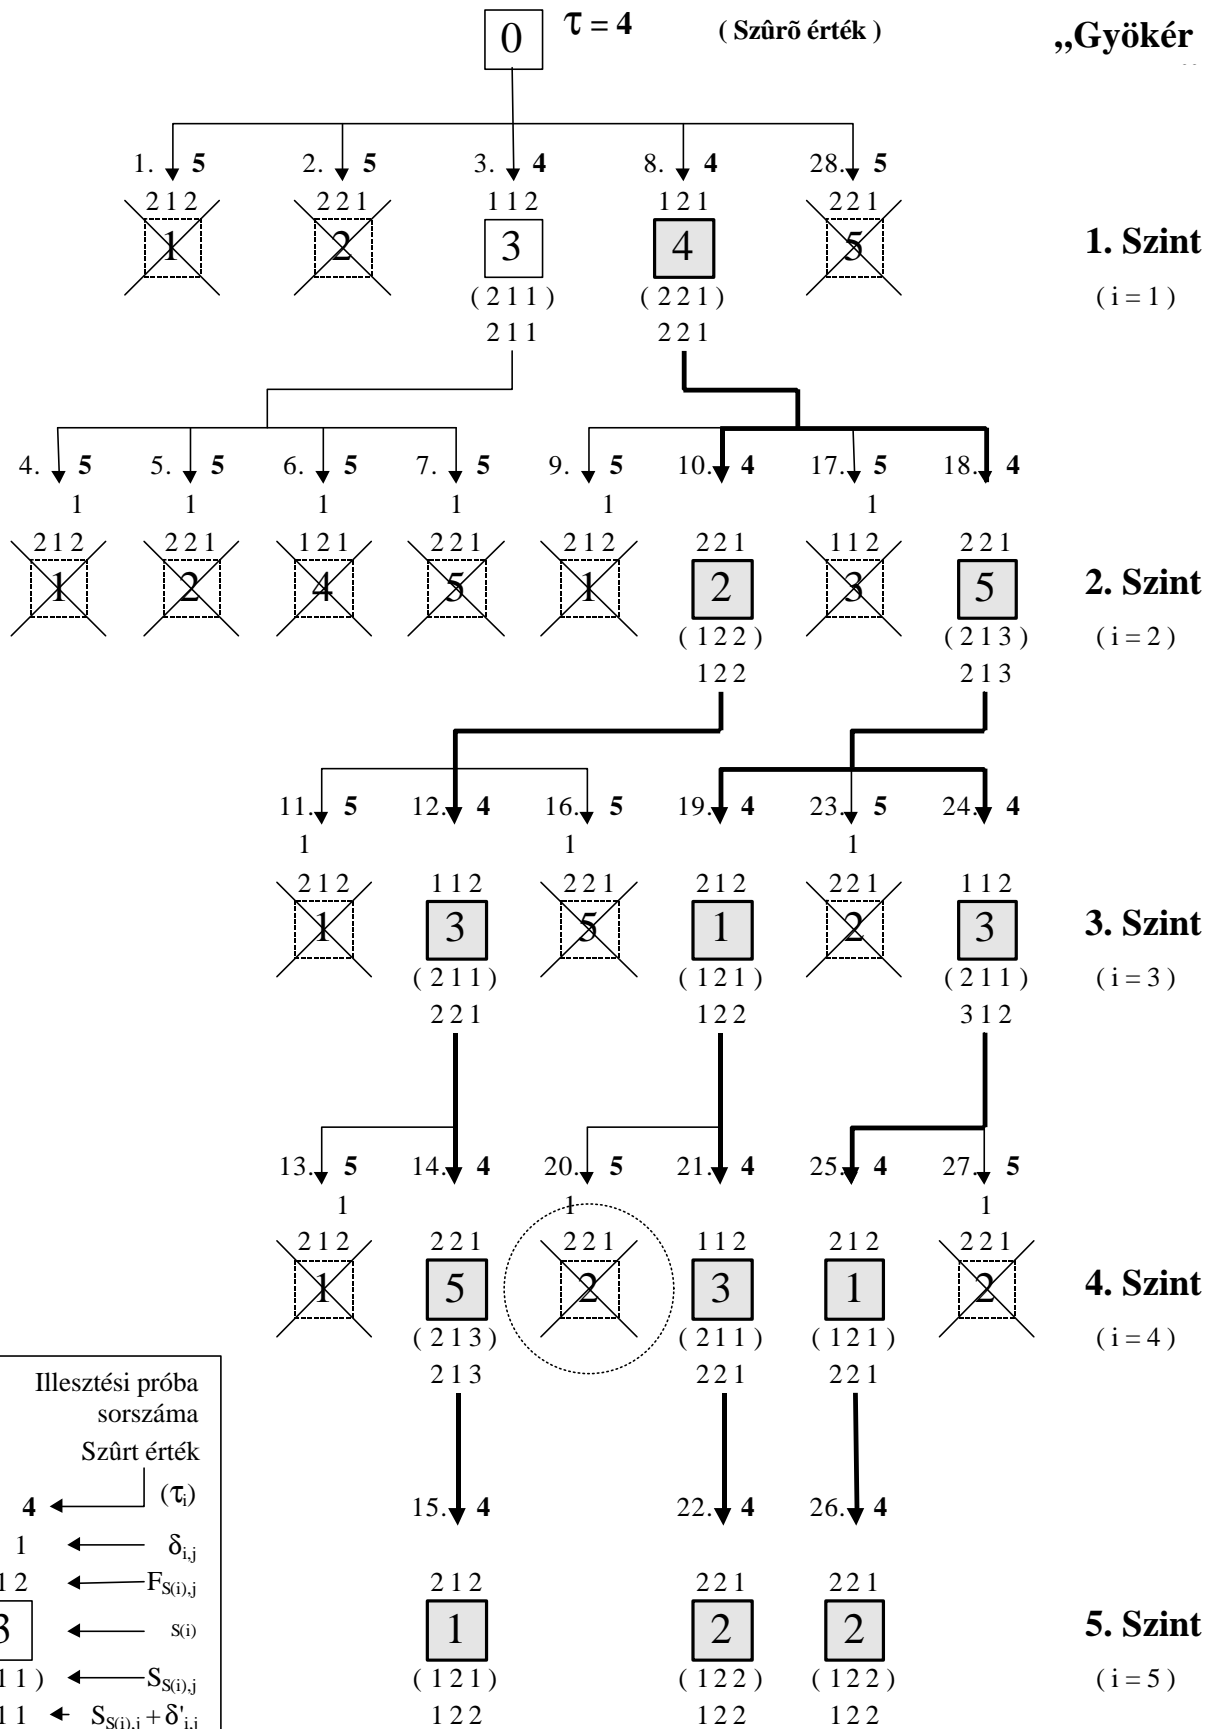 0 τ = 4 ( Szûrõ érték ) „Gyökér
1. 5 2. 5 3. 4 8. 4 28. 5
2 1 2 2 2 1 1 1 2 1 2 1 2 2 1
1 2 3 4 5 1. Szint
( 2 1 1 ) ( 2 2 1 ) ( i = 1 )
2 1 1 2 2 1
4. 5 5. 5 6. 5 7. 5 9. 5 10. 4 17. 5 18. 4
1 1 1 1 1 1
2 1 2 2 2 1 1 2 1 2 2 1 2 1 2 2 2 1 1 1 2 2 2 1
1 2 4 5 1 2 3 5 2. Szint
( 1 2 2 ) ( 2 1 3 ) ( i = 2 )
1 2 2 2 1 3
11. 5 12. 4 16. 5 19. 4 23. 5 24. 4
1 1 1
2 1 2 1 1 2 2 2 1 2 1 2 2 2 1 1 1 2
1 3 5 1 2 3 3. Szint
( 2 1 1 ) ( 1 2 1 ) ( 2 1 1 ) ( i = 3 )
2 2 1 1 2 2 3 1 2
13. 5 14. 4 20. 5 21. 4 25. 4 27. 5
1 1 1
2 1 2 2 2 1 2 2 1 1 1 2 2 1 2 2 2 1
1 5 2 3 1 2 4. Szint
( 2 1 3 ) ( 2 1 1 ) ( 1 2 1 ) ( i = 4 )
2 1 3 2 2 1 2 2 1
15. 4 22. 4 26. 4
2 1 2 2 2 1 2 2 1
1 2 2 5. Szint
( 1 2 1 ) ( 1 2 2 ) ( 1 2 2 ) ( i = 5 )
1 2 2 1 2 2 1 2 2
Illesztési próba
sorszáma
Szûrt érték
4 (τi)
1 δi,j
1 2 FS(i),j
3 S(i)
1 1 ) SS(i),j
1 1 SS(i),j + δ'i,j